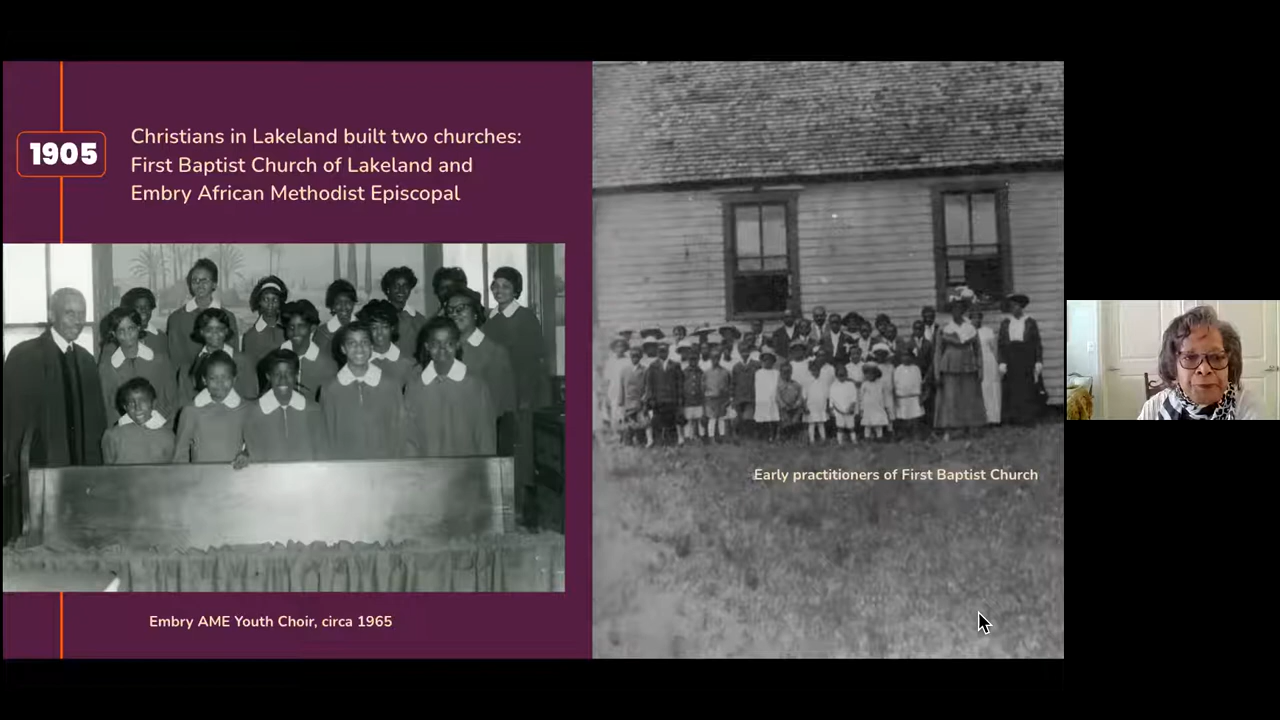 1905
Christians in Lakeland built two churches:
First Baptist Church of Lakeland and
Embry African Methodist Episcopal
Early practitioners of First Baptist Church
Embry AME Youth Choir, circa 1965